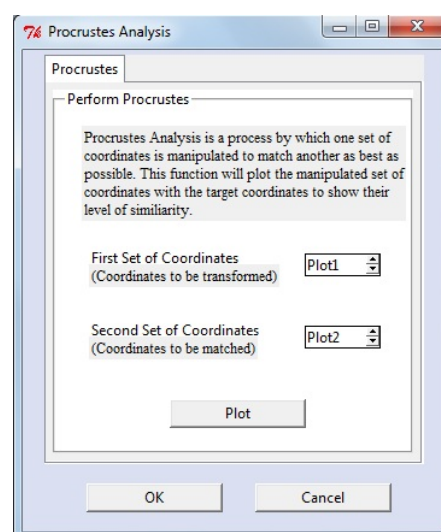 Procrustes Analysis
Procrustes
Perform Procrustes
Procrustes Analysis is a process by which one set of
coordinates is manipulated to match another as best as
possible. This function will plot the manipulated set of
coordinates with the target coordinates to show their
level of similiarity.
First Set of Coordinates
(Coordinates to be transformed)
Plot1
Second Set of Coordinates
(Coordinates to be matched)
Plot2
Plot
OK
Cancel